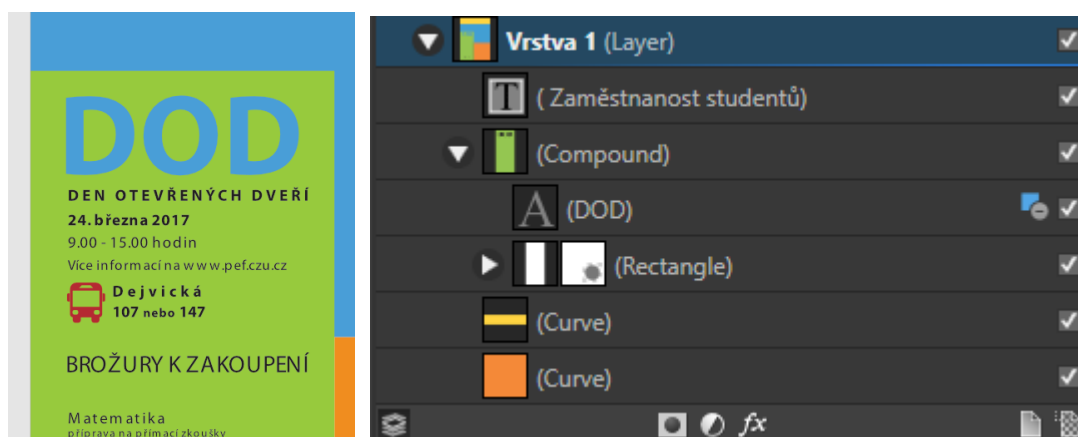 DOD
DEN OTEVŘENÝCH DVEŘÍ
24. března 2017
9.00 - 15.00 hodin
Více informací na www.pef.czu.cz
Dejvická
107 nebo 147
BROŽURY K ZAKOUPENÍ
Matematika
příprava na přímací zkoušky
Vrstva 1 (Layer)
T ( Zaměstnanost studentů)
(Compound)
A (DOD)
(Rectangle)
(Curve)
(Curve)
fx